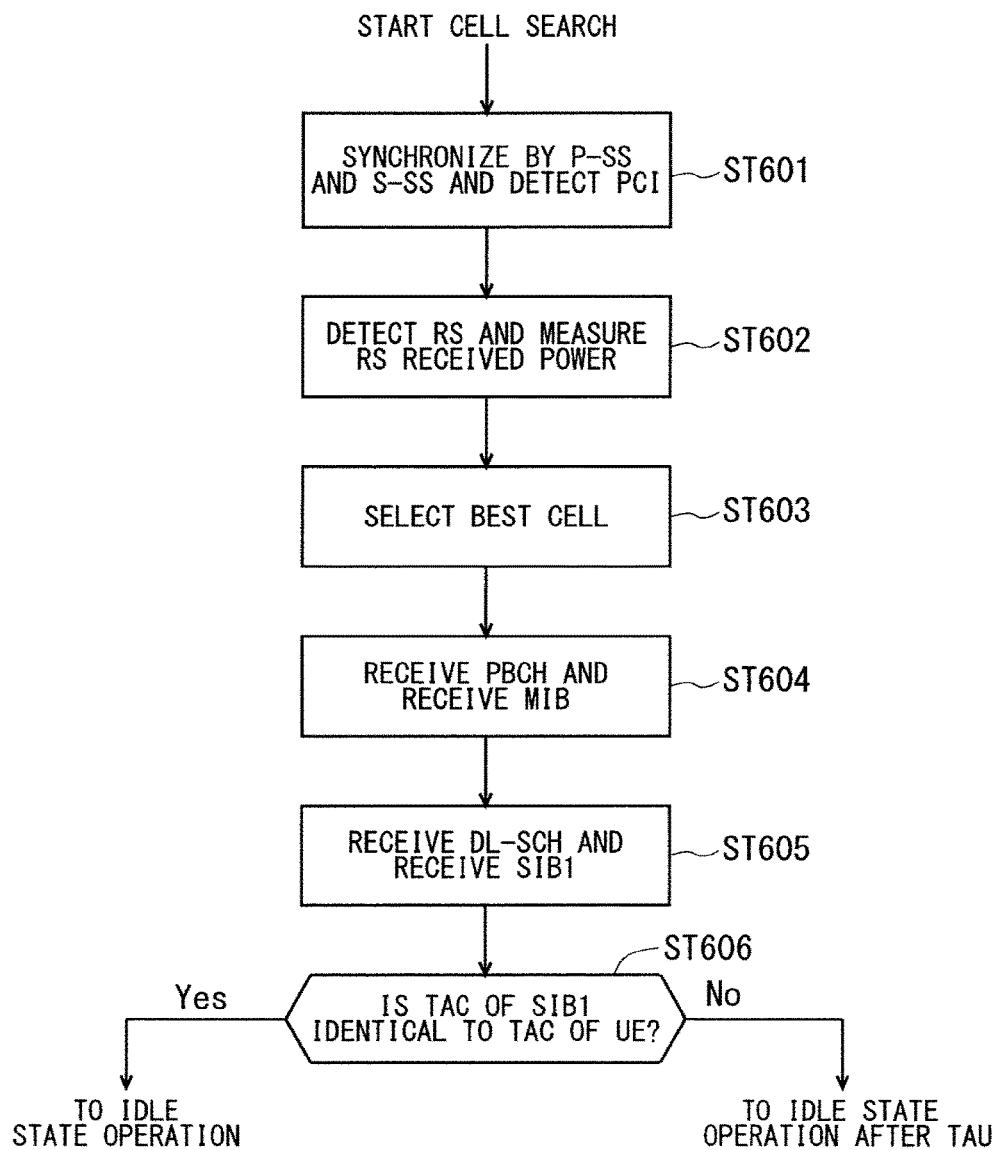 START CELL SEARCH
SYNCHRONIZE BY P-SS
AND S-SS AND DETECT PCI
ST601
DETECT RS AND MEASURE
RS RECEIVED POWER
ST602
SELECT BEST CELL
ST603
RECEIVE PBCH AND
RECEIVE MIB
ST604
RECEIVE DL-SCH AND
RECEIVE SIB1
ST605
ST606
Yes
IS TAC OF SIB1
IDENTICAL TO TAC OF UE?
No
TO IDLE
STATE OPERATION
TO IDLE STATE
OPERATION AFTER TAU